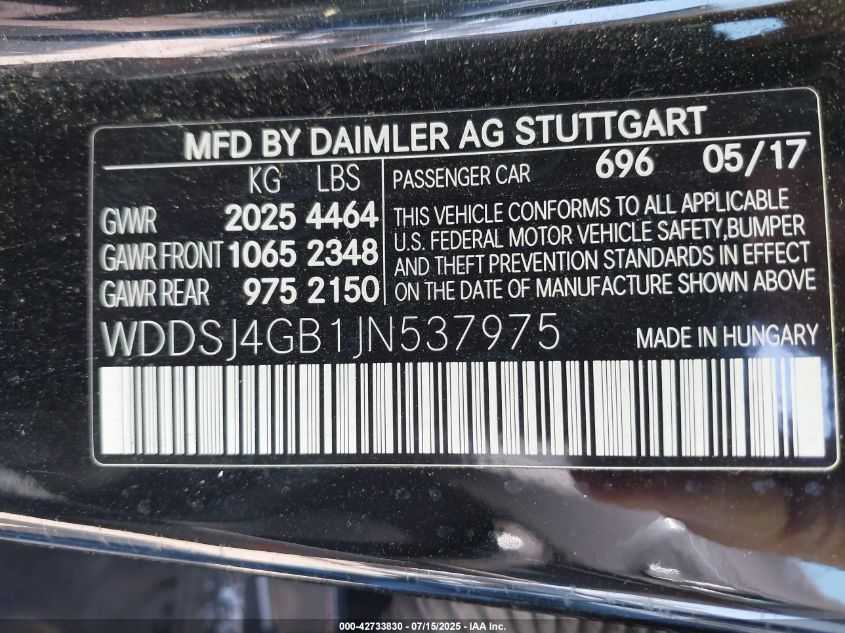 MFD BY DAIMLER AG STUTTGART
KG LBS
GWR 2025 4464
GAWR FRONT 1065 2348
GAWR REAR 975 2150
PASSENGER CAR 696 05/17
THIS VEHICLE CONFORMS TO ALL APPLICABLE
U.S. FEDERAL MOTOR VEHICLE SAFETY,BUMPER
AND THEFT PREVENTION STANDARDS IN EFFECT
ON THE DATE OF MANUFACTURE SHOWN ABOVE
WDDSJ4GB1JN537975 MADE IN HUNGARY
000-42733830 - 07/15/2025 - IAA Inc.